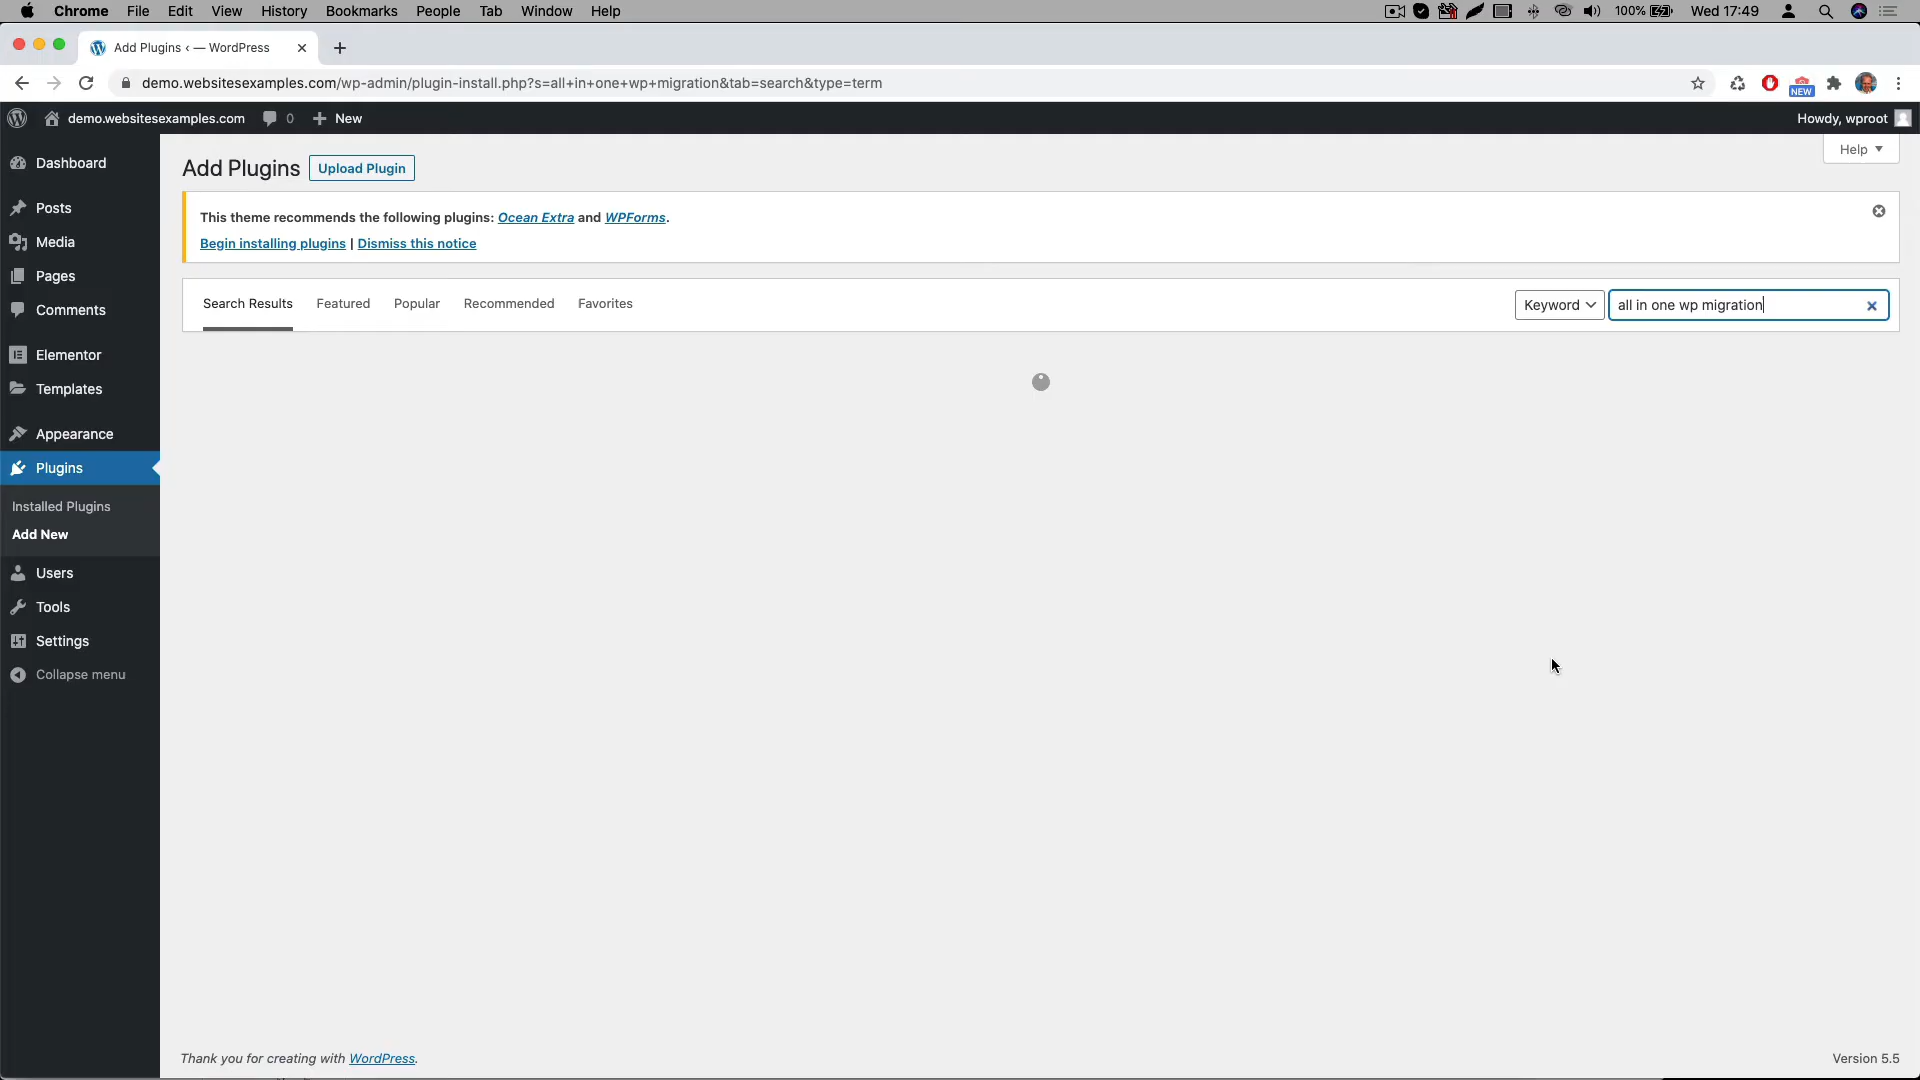 Chrome File Edit View History Bookmarks People Tab Window Help 100% Wed 17:49
Add Plugins ‹ — WordPress
demo.websitesexamples.com/wp-admin/plugin-install.php?s=all+in+one+wp+migration&tab=search&type=term
NEW
demo.websitesexamples.com 0 New Howdy, wproot
Help
Add Plugins Upload Plugin
This theme recommends the following plugins: Ocean Extra and WPForms.
Begin installing plugins | Dismiss this notice
Search Results Featured Popular Recommended Favorites Keyword all in one wp migration
Dashboard
Posts
Media
Pages
Comments
Elementor
Templates
Appearance
Plugins
Installed Plugins
Add New
Users
Tools
Settings
Collapse menu
Thank you for creating with WordPress. Version 5.5